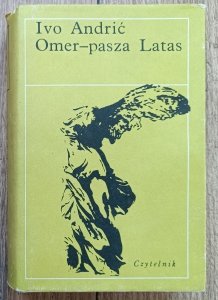 Ivo Andrić
Omer-pasza Latas
Czytelnik